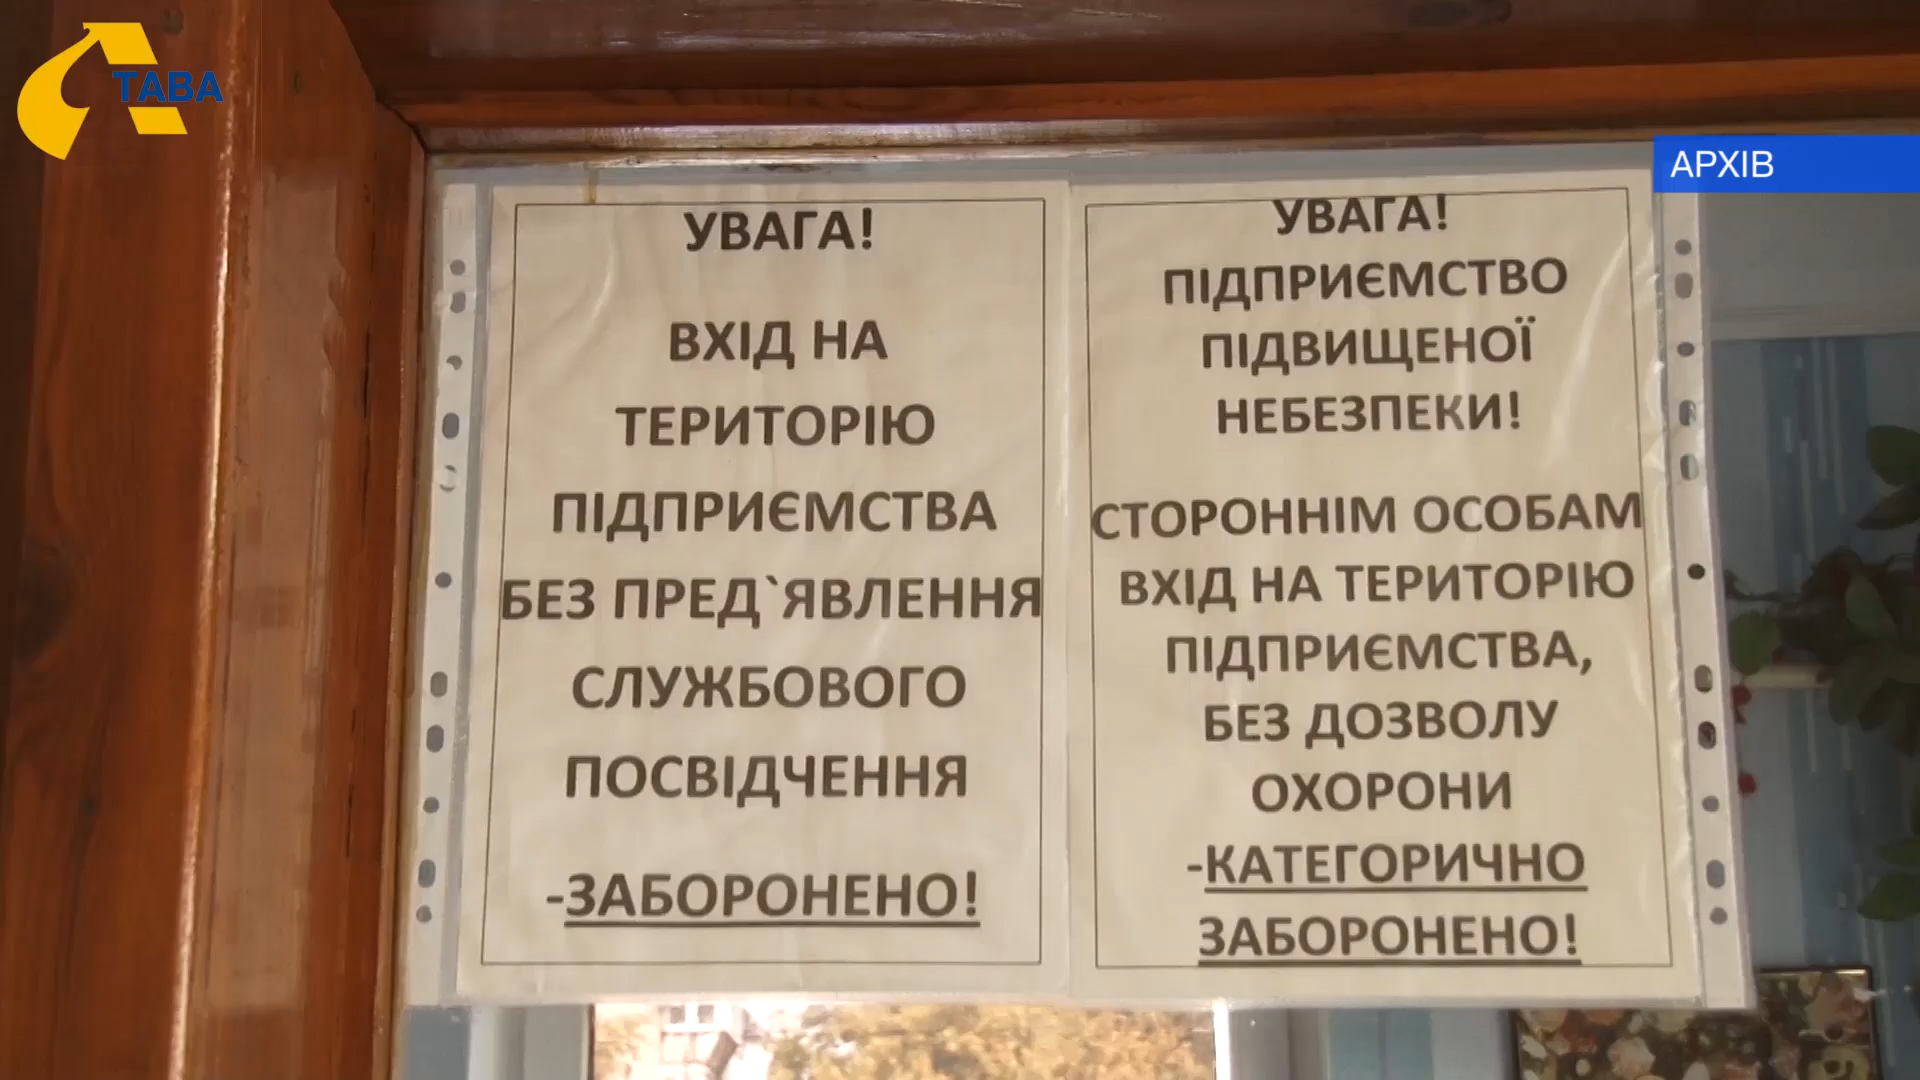 ТАВА
АРХІВ
УВАГА!
ВХІД НА
ТЕРИТОРІЮ
ПІДПРИЄМСТВА
БЕЗ ПРЕД`ЯВЛЕННЯ
СЛУЖБОВОГО
ПОСВІДЧЕННЯ
-ЗАБОРОНЕНО!
УВАГА!
ПІДПРИЄМСТВО
ПІДВИЩЕНОЇ
НЕБЕЗПЕКИ!
СТОРОННІМ ОСОБАМ
ВХІД НА ТЕРИТОРІЮ
ПІДПРИЄМСТВА,
БЕЗ ДОЗВОЛУ
ОХОРОНИ
-КАТЕГОРИЧНО
ЗАБОРОНЕНО!